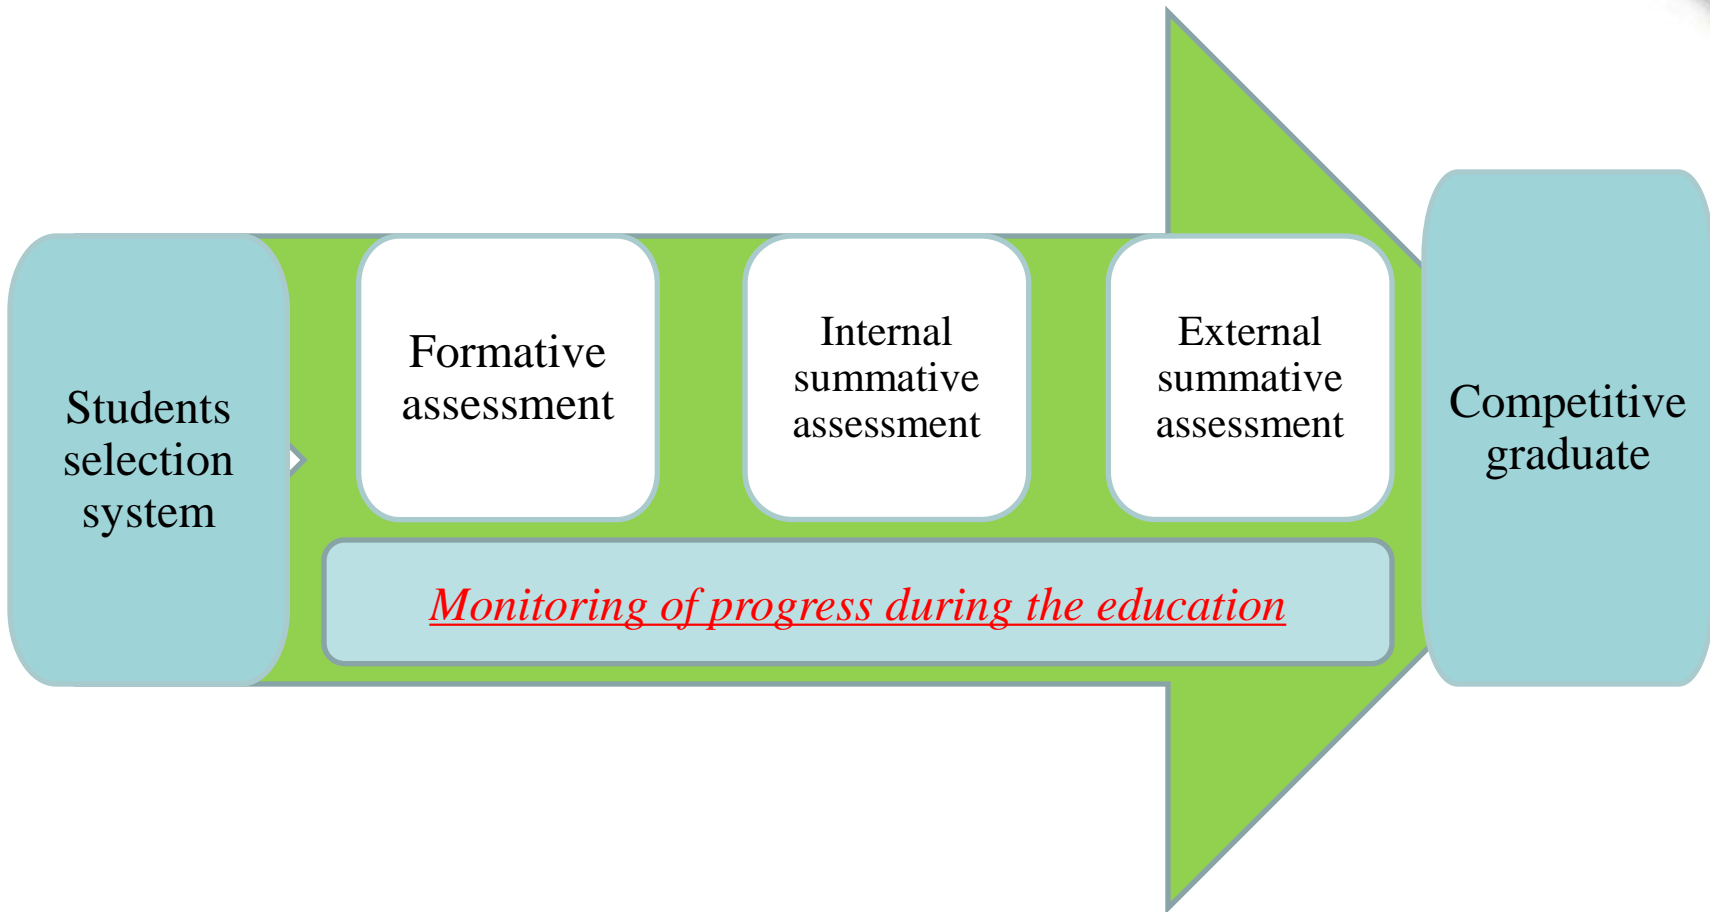 Students
selection
system
Formative
assessment
Internal
summative
assessment
External
summative
assessment
Competitive
graduate
Monitoring of progress during the education